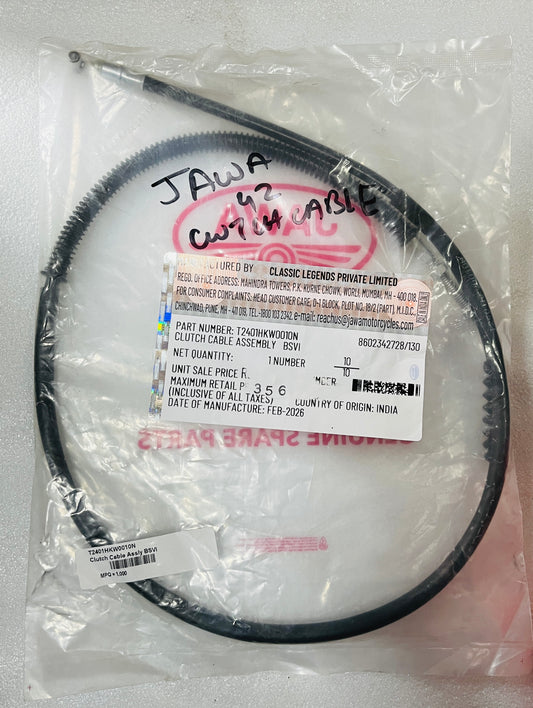 JAWA
42
CLUTCH CABLE
JAWA
MANUFACTURED BY CLASSIC LEGENDS PRIVATE LIMITED
REGD. OFFICE ADDRESS: MAHINDRA TOWERS, P.K. KURNE CHOWK, WORLI, MUMBAI, MH - 400 018.
FOR CONSUMER COMPLAINTS: HEAD CUSTOMER CARE, D-1 BLOCK, PLOT NO. 18/2 (PART), M.I.D.C.,
CHINCHWAD, PUNE, MH - 411 019, TEL-1800 103 2342. e-mail: reachus@jawamotorcycles.com
PART NUMBER: T2401HKW0010N
CLUTCH CABLE ASSEMBLY BSVI 8602342728/130
NET QUANTITY: 1 NUMBER 10/10
UNIT SALE PRICE
MAXIMUM RETAIL P 356
(INCLUSIVE OF ALL TAXES) COUNTRY OF ORIGIN: INDIA
DATE OF MANUFACTURE: FEB-2026
GENUINE SPARE PARTS
T2401HKW0010N
Clutch Cable Assly BSVI
MPQ = 1.000